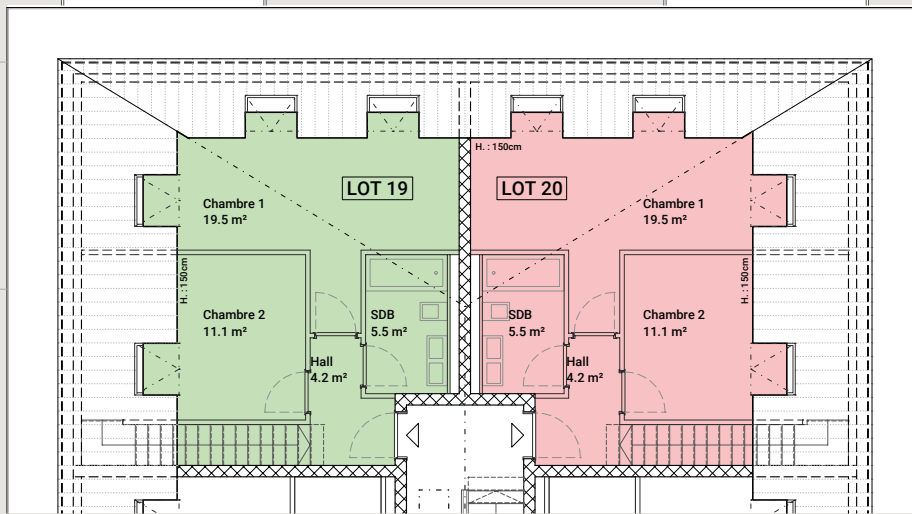 H. : 150cm
LOT 19
LOT 20
Chambre 1
19.5 m²
Chambre 1
19.5 m²
H. : 150cm
H. : 150cm
Chambre 2
11.1 m²
SDB
5.5 m²
SDB
5.5 m²
Chambre 2
11.1 m²
Hall
4.2 m²
Hall
4.2 m²